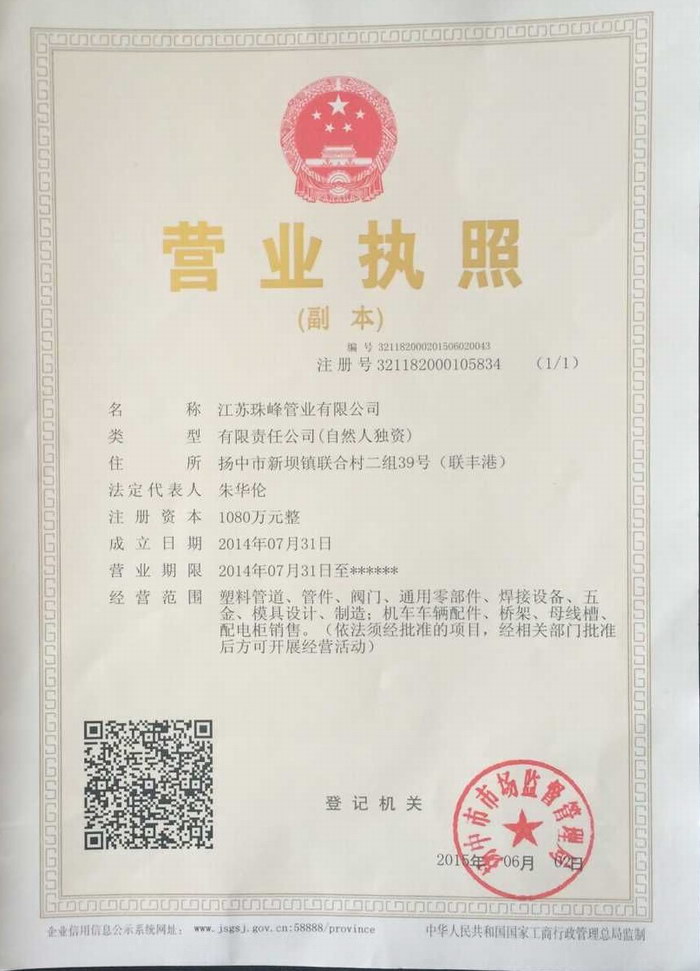 营业执照
(副 本)
编 号 321182000201506020043
注 册 号 321182000105834 (1/1)
名 称 江苏珠峰管业有限公司
类 型 有限责任公司(自然人独资)
住 所 扬中市新坝镇联合村二组39号（联丰港）
法定代表人 朱华伦
注册资本 1080万元整
成立日期 2014年07月31日
营业期限 2014年07月31日至******
经营范围 塑料管道、管件、阀门、通用零部件、焊接设备、五
金、模具设计、制造；机车车辆配件、桥架、母线槽、
配电柜销售。（依法须经批准的项目，经相关部门批准
后方可开展经营活动）
登记机关
扬中市市场监督管理局
2015年 06月 02日
企业信用信息公示系统网址： www.jsgsj.gov.cn:58888/province
中华人民共和国国家工商行政管理总局监制